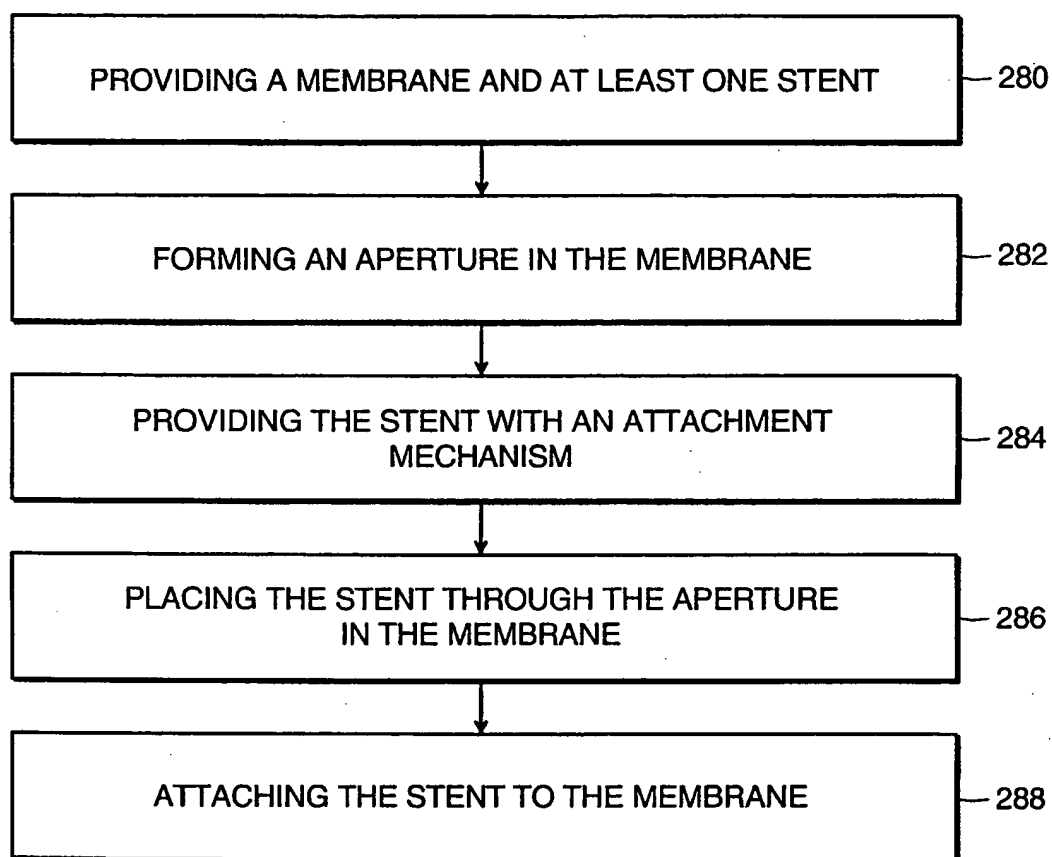 PROVIDING A MEMBRANE AND AT LEAST ONE STENT
280
FORMING AN APERTURE IN THE MEMBRANE
282
PROVIDING THE STENT WITH AN ATTACHMENT
MECHANISM
284
PLACING THE STENT THROUGH THE APERTURE
IN THE MEMBRANE
286
ATTACHING THE STENT TO THE MEMBRANE
288